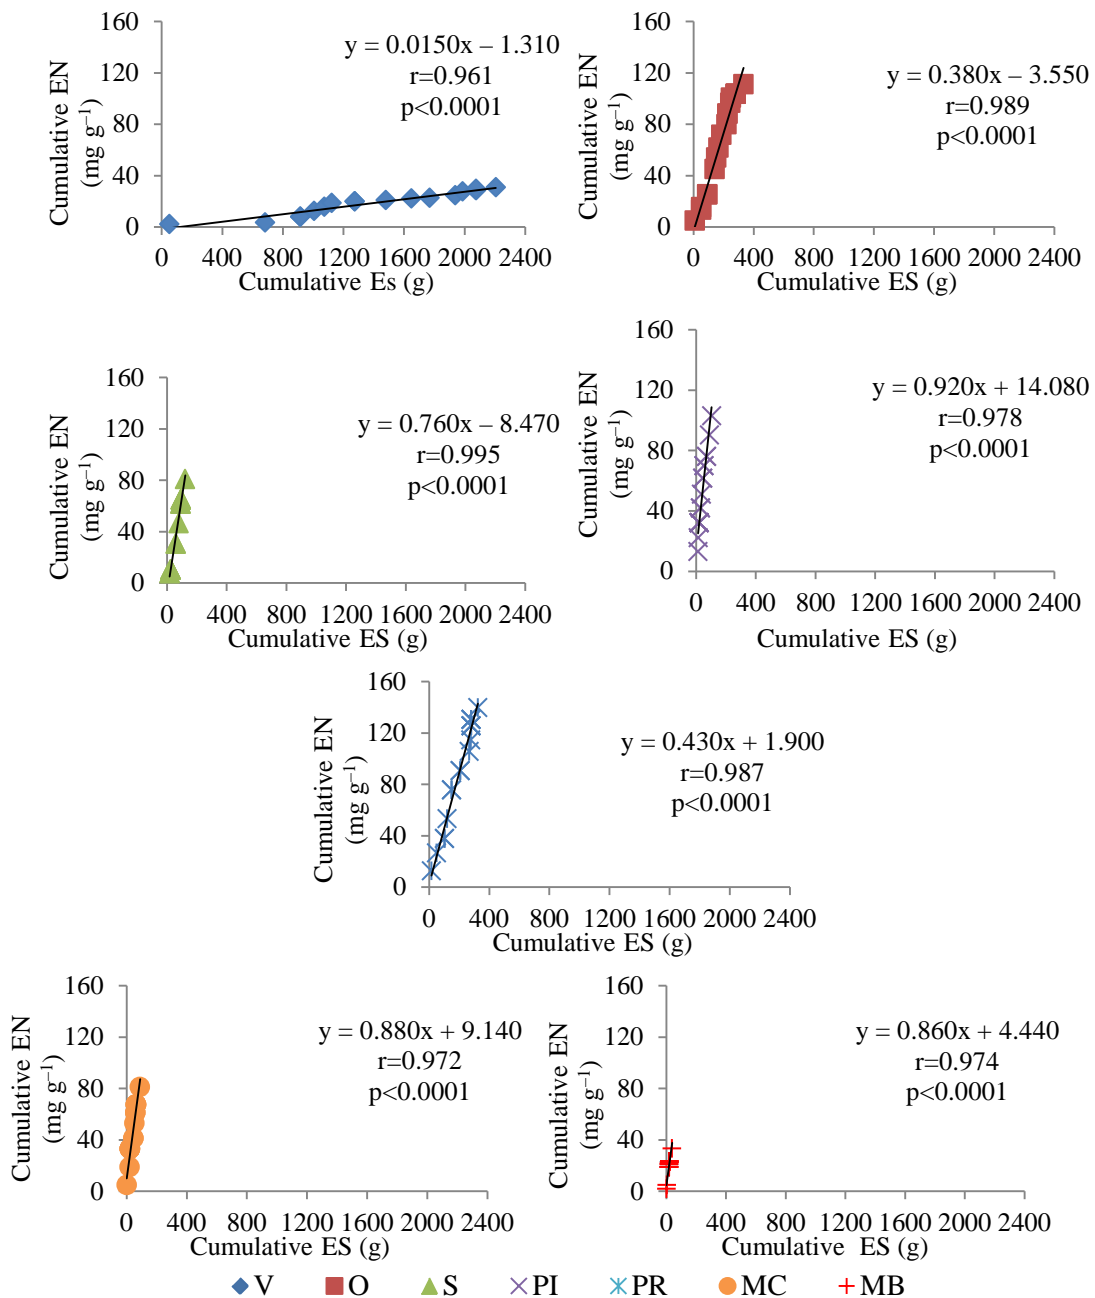 160
120
80
40
0
Cumulative EN
(mg g⁻¹)
y = 0.0150x – 1.310
r=0.961
p<0.0001
0 400 800 1200 1600 2000 2400
Cumulative Es (g)
160
120
80
40
0
Cumulative EN
(mg g⁻¹)
y = 0.380x – 3.550
r=0.989
p<0.0001
0 400 800 1200 1600 2000 2400
Cumulative ES (g)
160
120
80
40
0
Cumulative EN
(mg g⁻¹)
y = 0.760x – 8.470
r=0.995
p<0.0001
0 400 800 1200 1600 2000 2400
Cumulative ES (g)
160
120
80
40
0
Cumulative EN
(mg g⁻¹)
y = 0.920x + 14.080
r=0.978
p<0.0001
0 400 800 1200 1600 2000 2400
Cumulative ES (g)
160
120
80
40
0
Cumulative EN
(mg g⁻¹)
y = 0.430x + 1.900
r=0.987
p<0.0001
0 400 800 1200 1600 2000 2400
Cumulative ES (g)
160
120
80
40
0
Cumulative EN
(mg g⁻¹)
y = 0.880x + 9.140
r=0.972
p<0.0001
0 400 800 1200 1600 2000 2400
Cumulative ES (g)
160
120
80
40
0
Cumulative EN
(mg g⁻¹)
y = 0.860x + 4.440
r=0.974
p<0.0001
0 400 800 1200 1600 2000 2400
Cumulative ES (g)
V O S PI PR MC MB